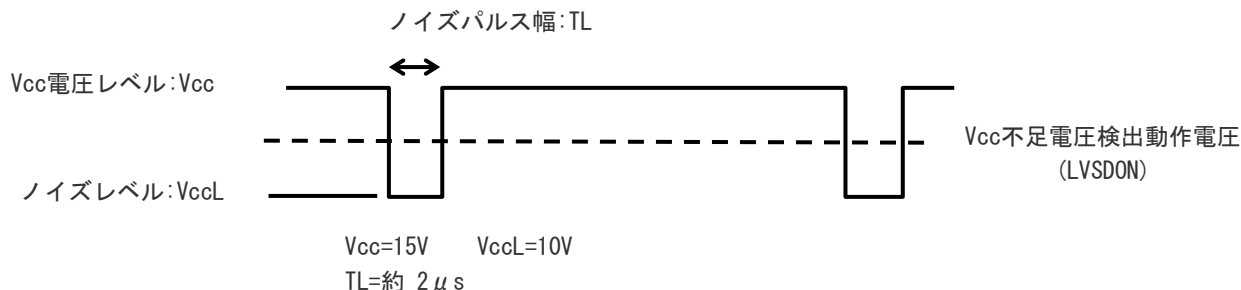 ノイズパルス幅:TL
Vcc電圧レベル:Vcc
Vcc不足電圧検出動作電圧
(LVSDON)
ノイズレベル:VccL
Vcc=15V VccL=10V
TL=約 2μs